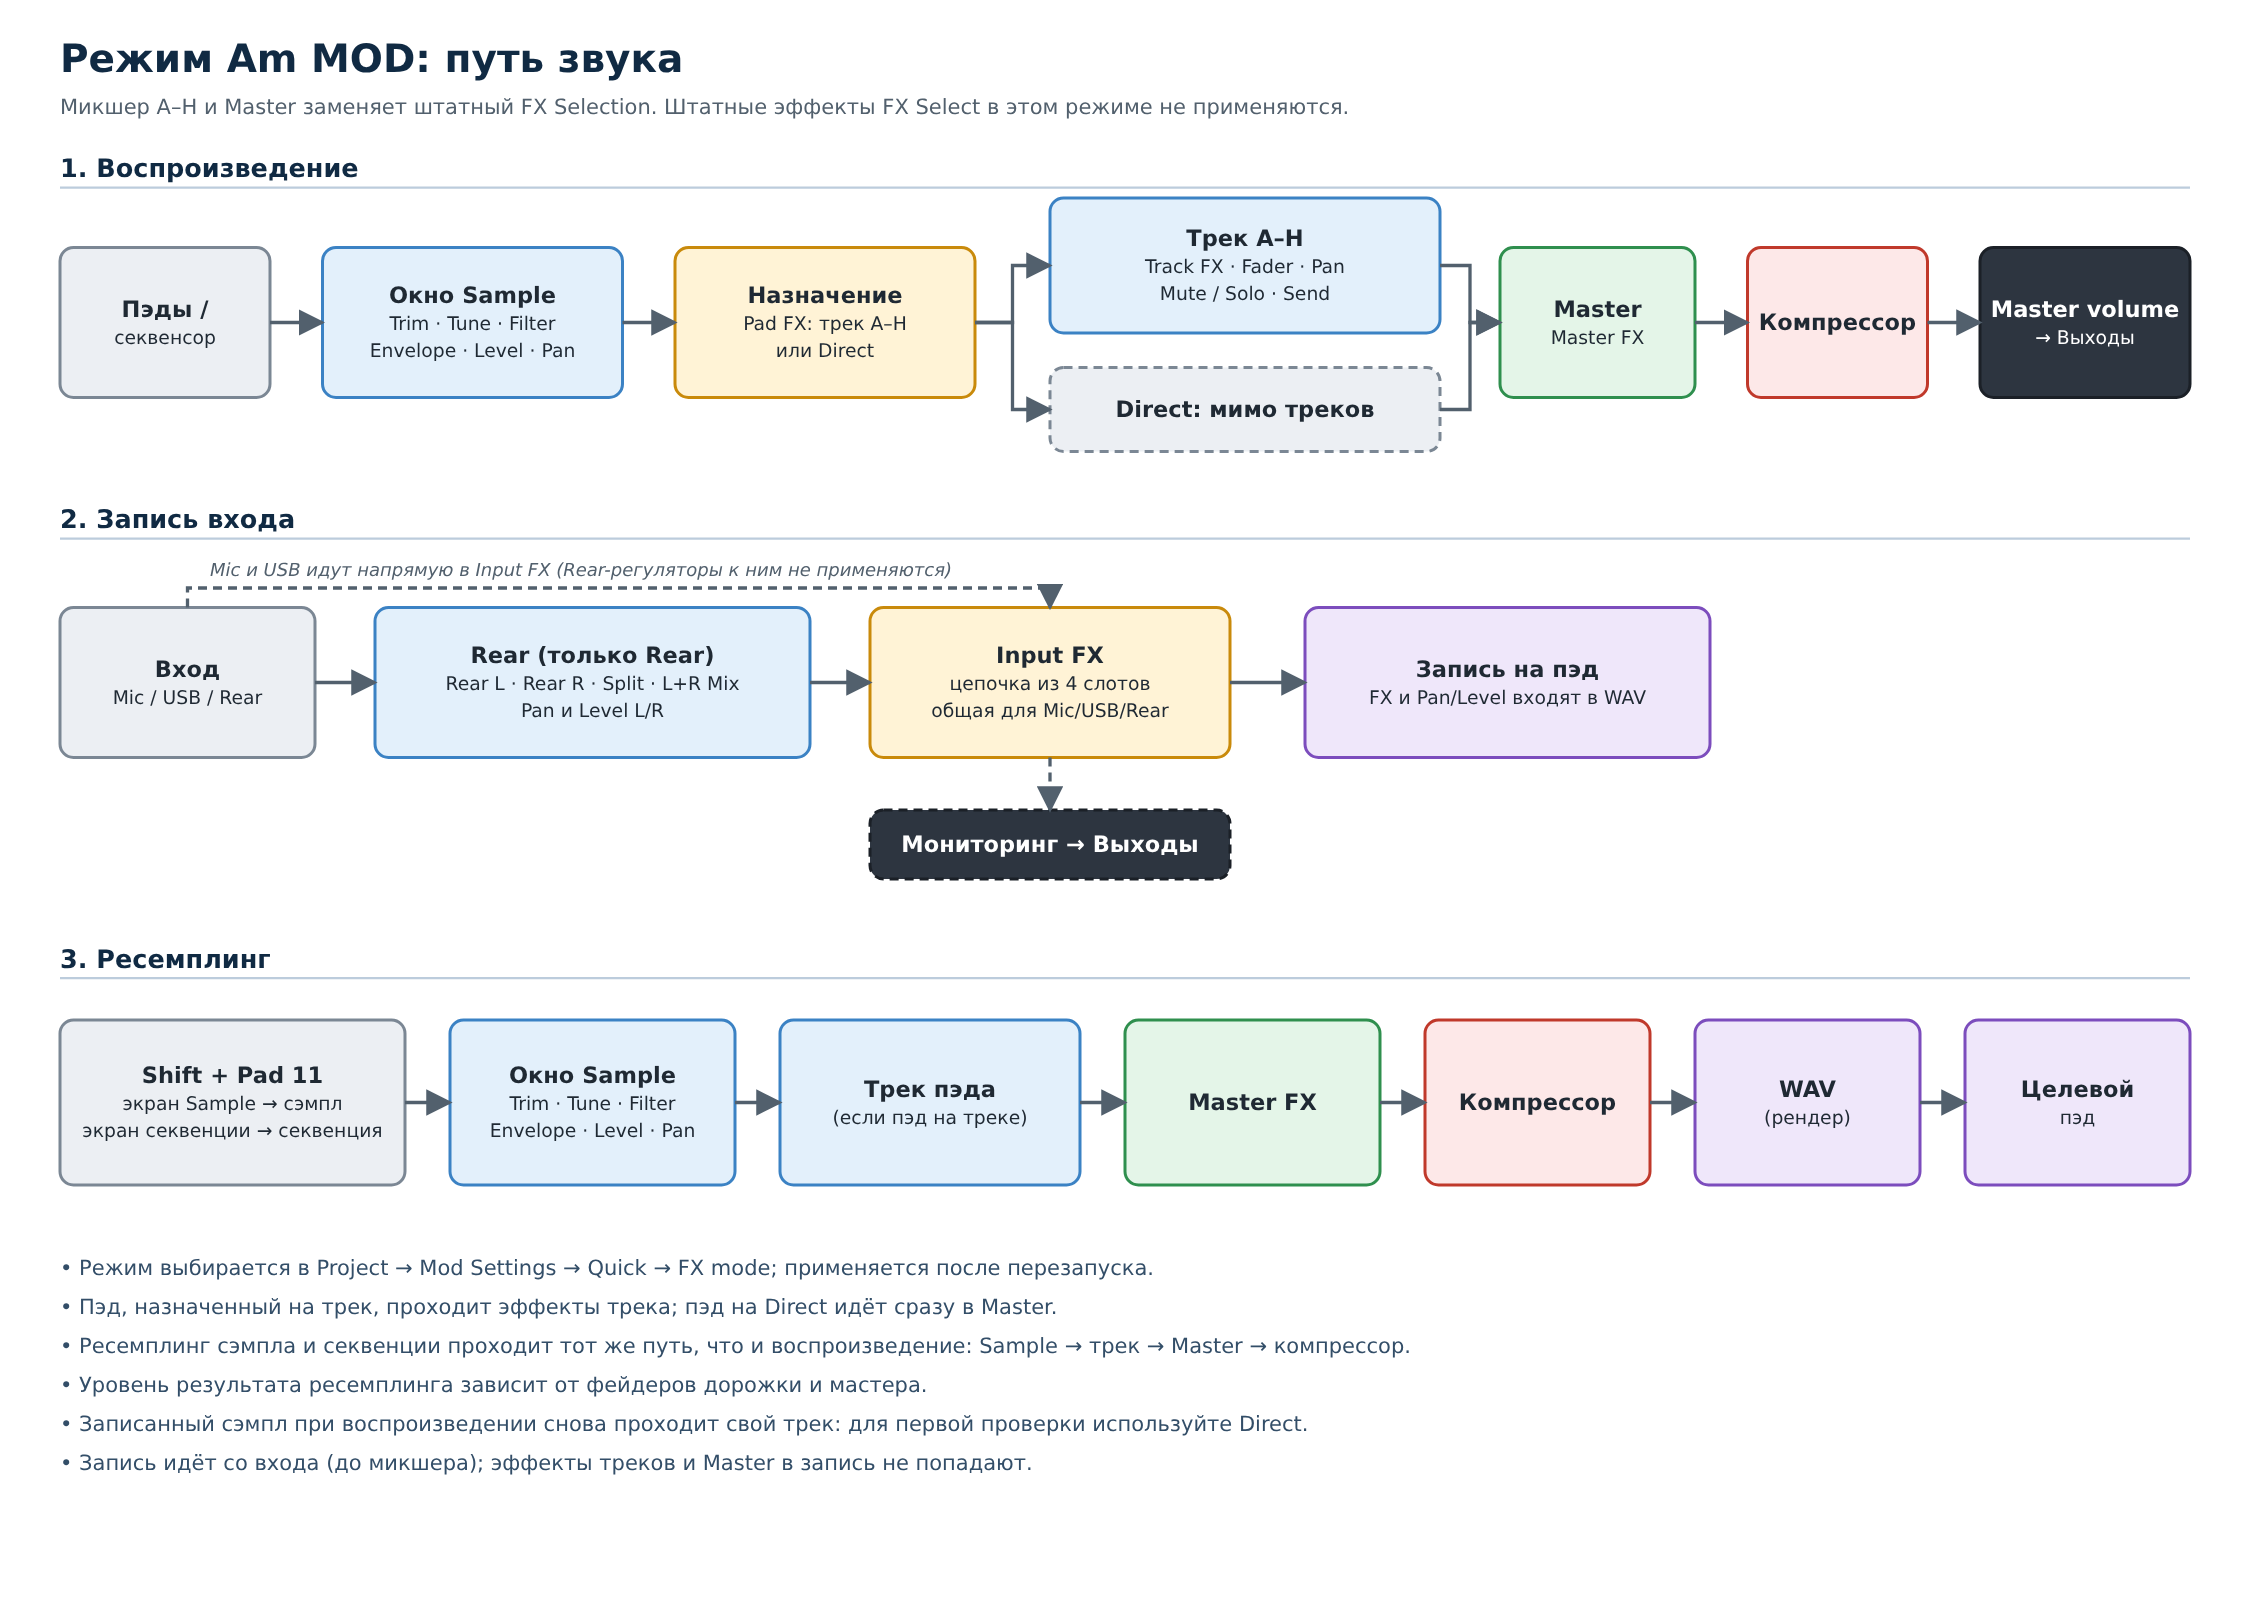 Режим Am MOD: путь звука
Микшер A–H и Master заменяет штатный FX Selection. Штатные эффекты FX Select в этом режиме не применяются.
1. Воспроизведение
Пэды /
секвенсор
Окно Sample
Trim · Tune · Filter
Envelope · Level · Pan
Назначение
Pad FX: трек A–H
или Direct
Трек A–H
Track FX · Fader · Pan
Mute / Solo · Send
Direct: мимо треков
Master
Master FX
Компрессор
Master volume
→ Выходы
2. Запись входа
Mic и USB идут напрямую в Input FX (Rear-регуляторы к ним не применяются)
Вход
Mic / USB / Rear
Rear (только Rear)
Rear L · Rear R · Split · L+R Mix
Pan и Level L/R
Input FX
цепочка из 4 слотов
общая для Mic/USB/Rear
Запись на пэд
FX и Pan/Level входят в WAV
Мониторинг → Выходы
3. Ресемплинг
Shift + Pad 11
экран Sample → сэмпл
экран секвенции → секвенция
Окно Sample
Trim · Tune · Filter
Envelope · Level · Pan
Трек пэда
(если пэд на треке)
Master FX
Компрессор
WAV
(рендер)
Целевой
пэд
• Режим выбирается в Project → Mod Settings → Quick → FX mode; применяется после перезапуска.
• Пэд, назначенный на трек, проходит эффекты трека; пэд на Direct идёт сразу в Master.
• Ресемплинг сэмпла и секвенции проходит тот же путь, что и воспроизведение: Sample → трек → Master → компрессор.
• Уровень результата ресемплинга зависит от фейдеров дорожки и мастера.
• Записанный сэмпл при воспроизведении снова проходит свой трек: для первой проверки используйте Direct.
• Запись идёт со входа (до микшера); эффекты треков и Master в запись не попадают.